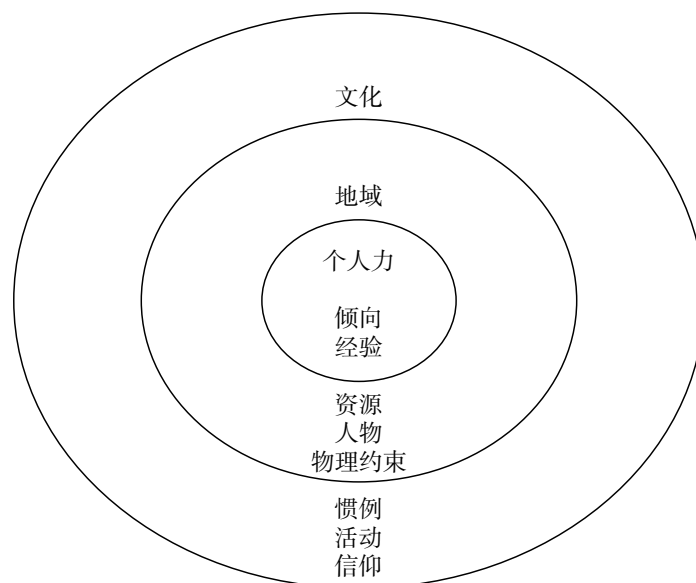 文化
地域
个人力
倾向
经验
资源
人物
物理约束
惯例
活动
信仰